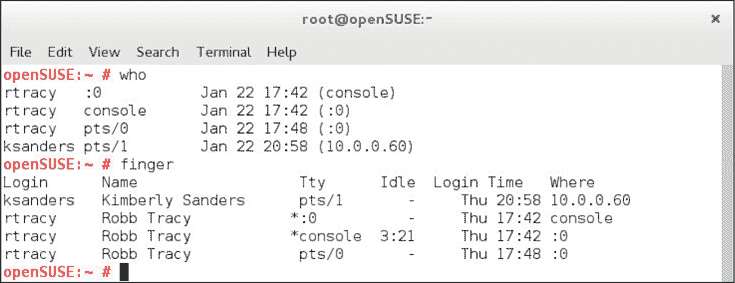 root@openSUSE:~
File Edit View Search Terminal Help
openSUSE:~ # who
rtracy   :0           Jan 22 17:42 (console)
rtracy   console      Jan 22 17:42 (:0)
rtracy   pts/0        Jan 22 17:48 (:0)
ksanders pts/1        Jan 22 20:58 (10.0.0.60)
openSUSE:~ # finger
Login      Name                  Tty      Idle  Login Time   Where
ksanders   Kimberly Sanders      pts/1       -    Thu 20:58 10.0.0.60
rtracy     Robb Tracy           *:0          -    Thu 17:42 console
rtracy     Robb Tracy           *console  3:21    Thu 17:42 :0
rtracy     Robb Tracy            pts/0       -    Thu 17:48 :0
openSUSE:~ #